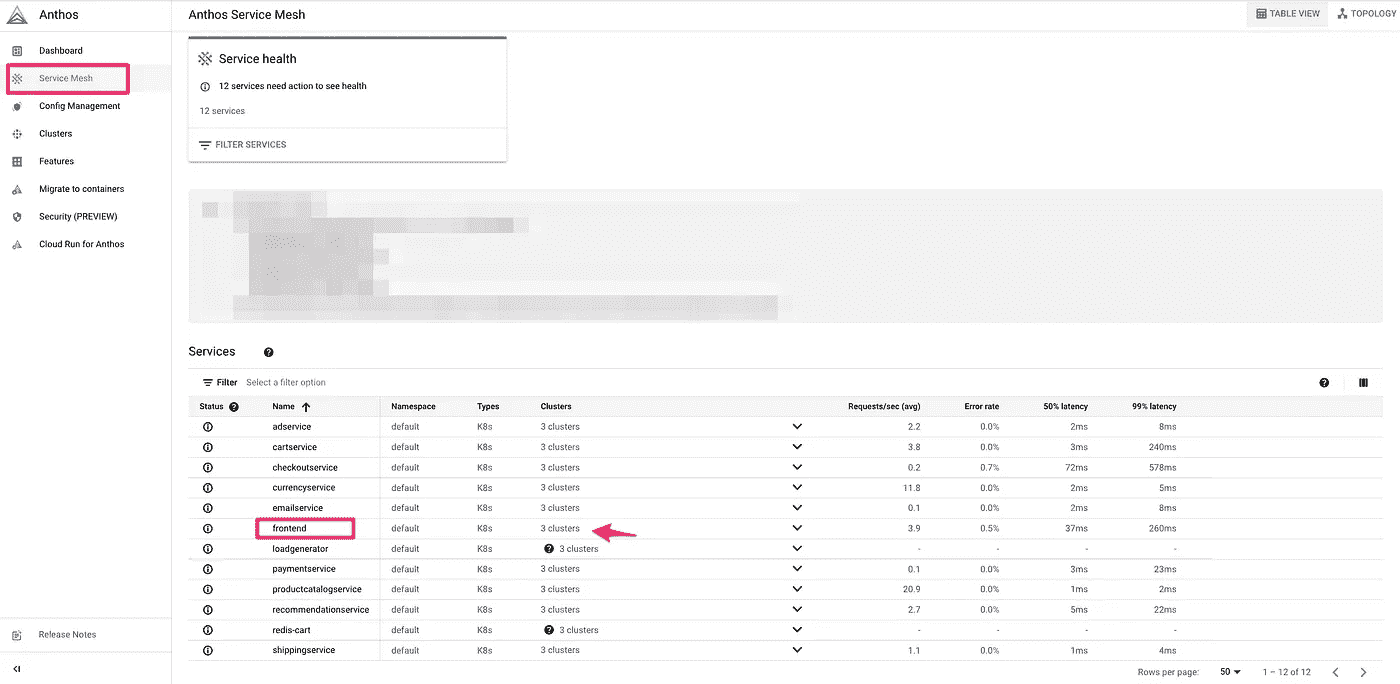 Anthos
Anthos Service Mesh
TABLE VIEW
TOPOLOGY
Dashboard
Service Mesh
Config Management
Clusters
Features
Migrate to containers
Security (PREVIEW)
Cloud Run for Anthos
Release Notes
Service health
12 services need action to see health
12 services
FILTER SERVICES
Services
Filter Select a filter option
Status Name Namespace Types Clusters Requests/sec (avg) Error rate 50% latency 99% latency
adservice default K8s 3 clusters 2.2 0.0% 2ms 8ms
cartservice default K8s 3 clusters 3.8 0.0% 3ms 240ms
checkoutservice default K8s 3 clusters 0.2 0.7% 72ms 578ms
currencyservice default K8s 3 clusters 11.8 0.0% 2ms 5ms
emailservice default K8s 3 clusters 0.1 0.0% 2ms 8ms
frontend default K8s 3 clusters 3.9 0.5% 37ms 260ms
loadgenerator default K8s 3 clusters - - - -
paymentservice default K8s 3 clusters 0.1 0.0% 3ms 23ms
productcatalogservice default K8s 3 clusters 20.9 0.0% 1ms 2ms
recommendationservice default K8s 3 clusters 2.7 0.0% 5ms 22ms
redis-cart default K8s 3 clusters - - - -
shippingservice default K8s 3 clusters 1.1 0.0% 1ms 4ms
Rows per page: 50 1 – 12 of 12